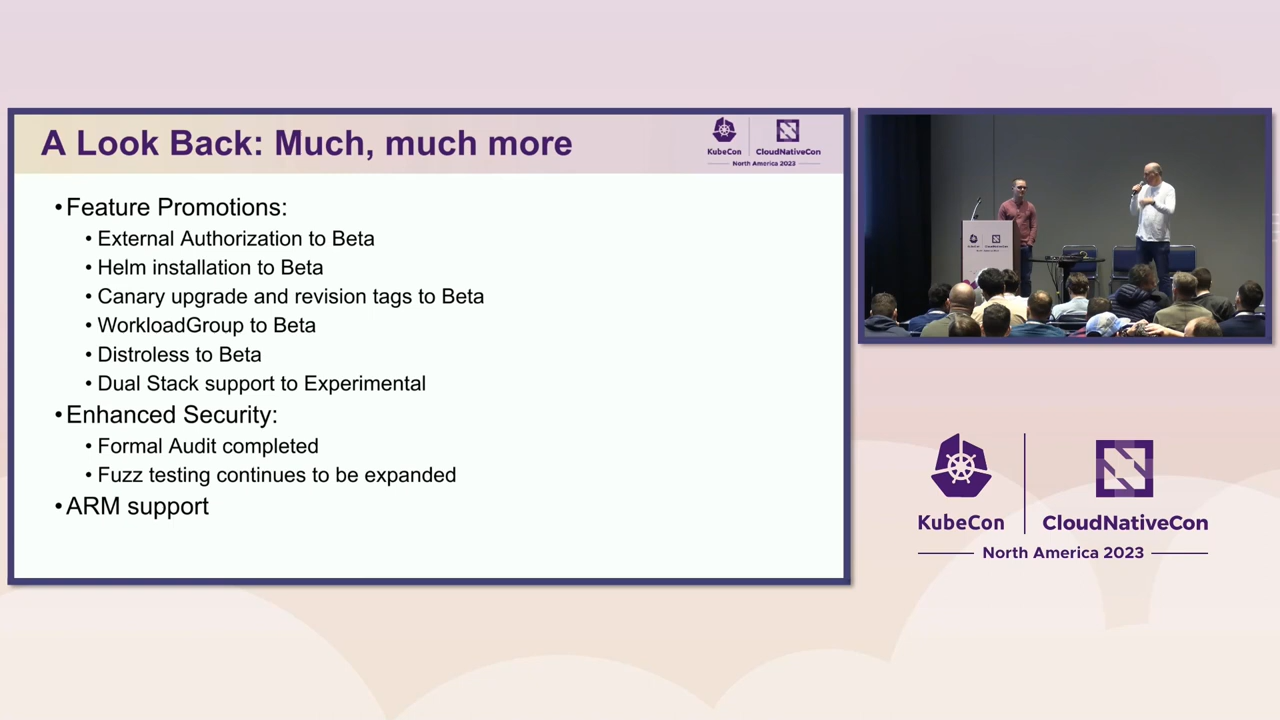 A Look Back: Much, much more
KubeCon
CloudNativeCon
North America 2023
•Feature Promotions:
• External Authorization to Beta
• Helm installation to Beta
• Canary upgrade and revision tags to Beta
• WorkloadGroup to Beta
• Distroless to Beta
• Dual Stack support to Experimental
•Enhanced Security:
• Formal Audit completed
• Fuzz testing continues to be expanded
•ARM support
KubeCon
CloudNativeCon
North America 2023